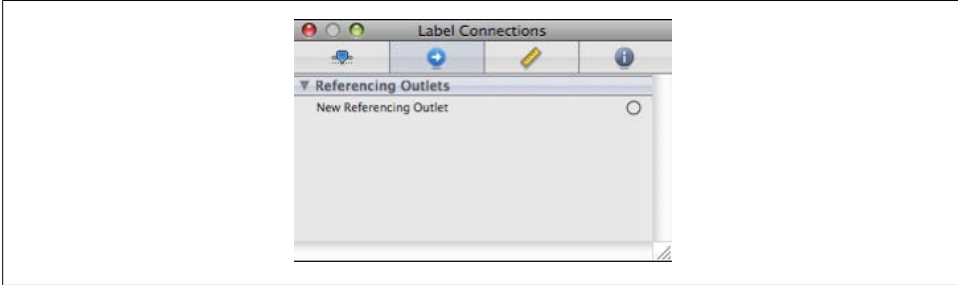 Label Connections
Referencing Outlets
New Referencing Outlet